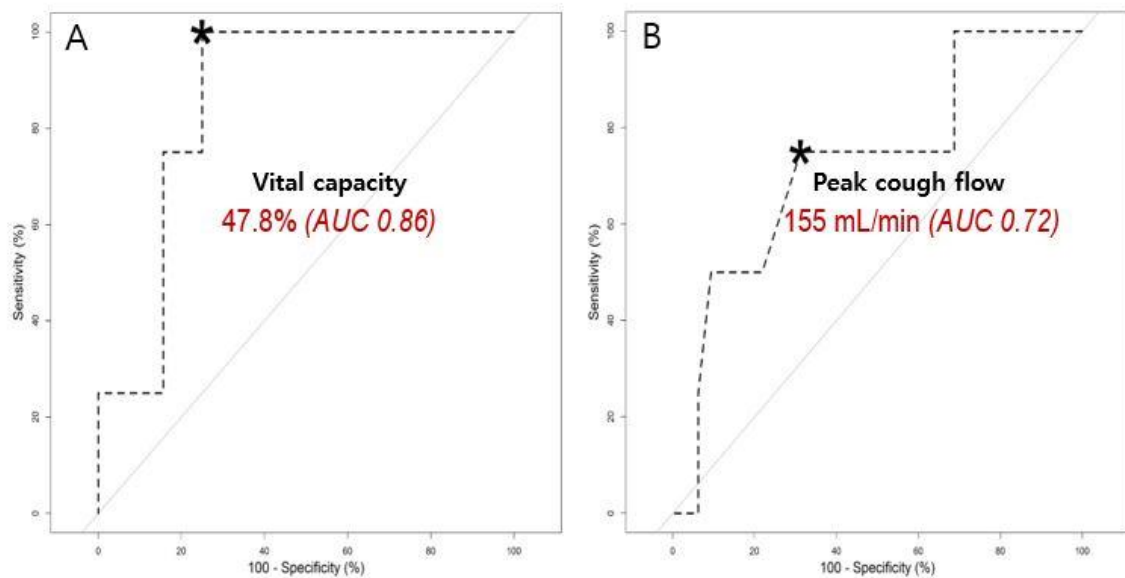 A
100
80
60
40
20
0
Sensitivity (%)
Vital capacity
47.8% (AUC 0.86)
0 20 40 60 80 100
100 - Specificity (%)
B
100
80
60
40
20
0
Sensitivity (%)
Peak cough flow
155 mL/min (AUC 0.72)
0 20 40 60 80 100
100 - Specificity (%)